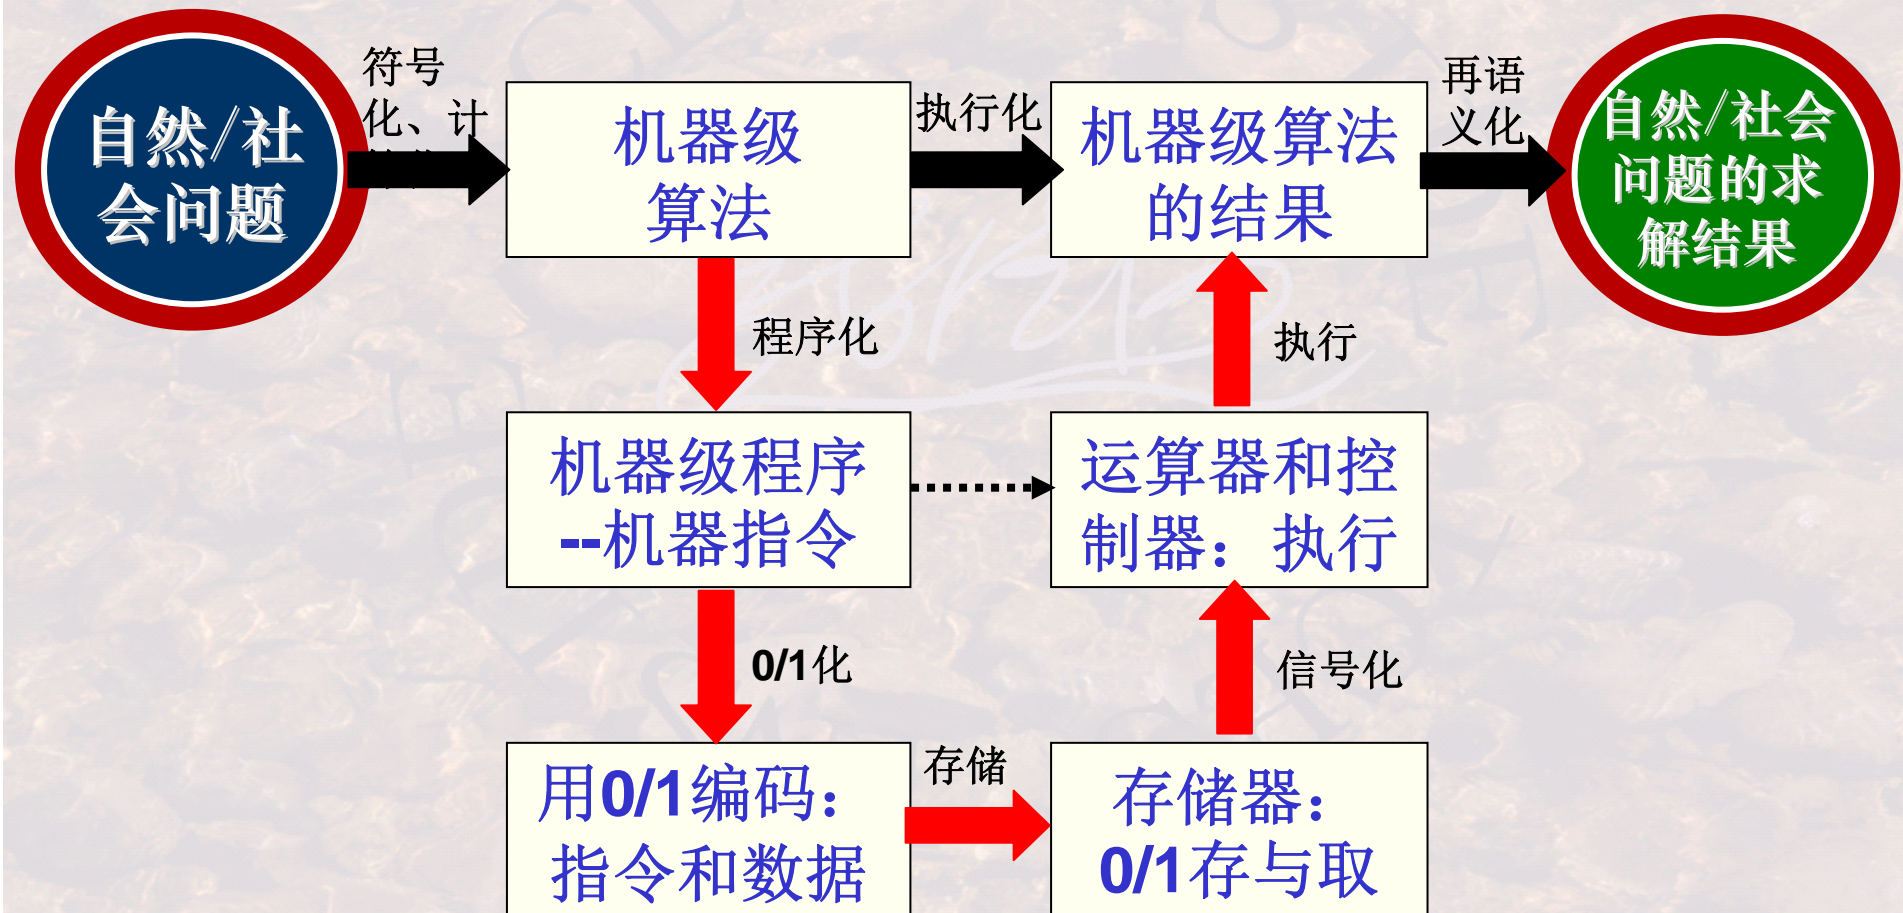 自然/社
会问题
符号
化、计
机器级
算法
执行化
机器级算法
的结果
再语
义化
自然/社会
问题的求
解结果
程序化
执行
机器级程序
--机器指令
运算器和控
制器：执行
0/1化
信号化
用0/1编码：
指令和数据
存储
存储器：
0/1存与取